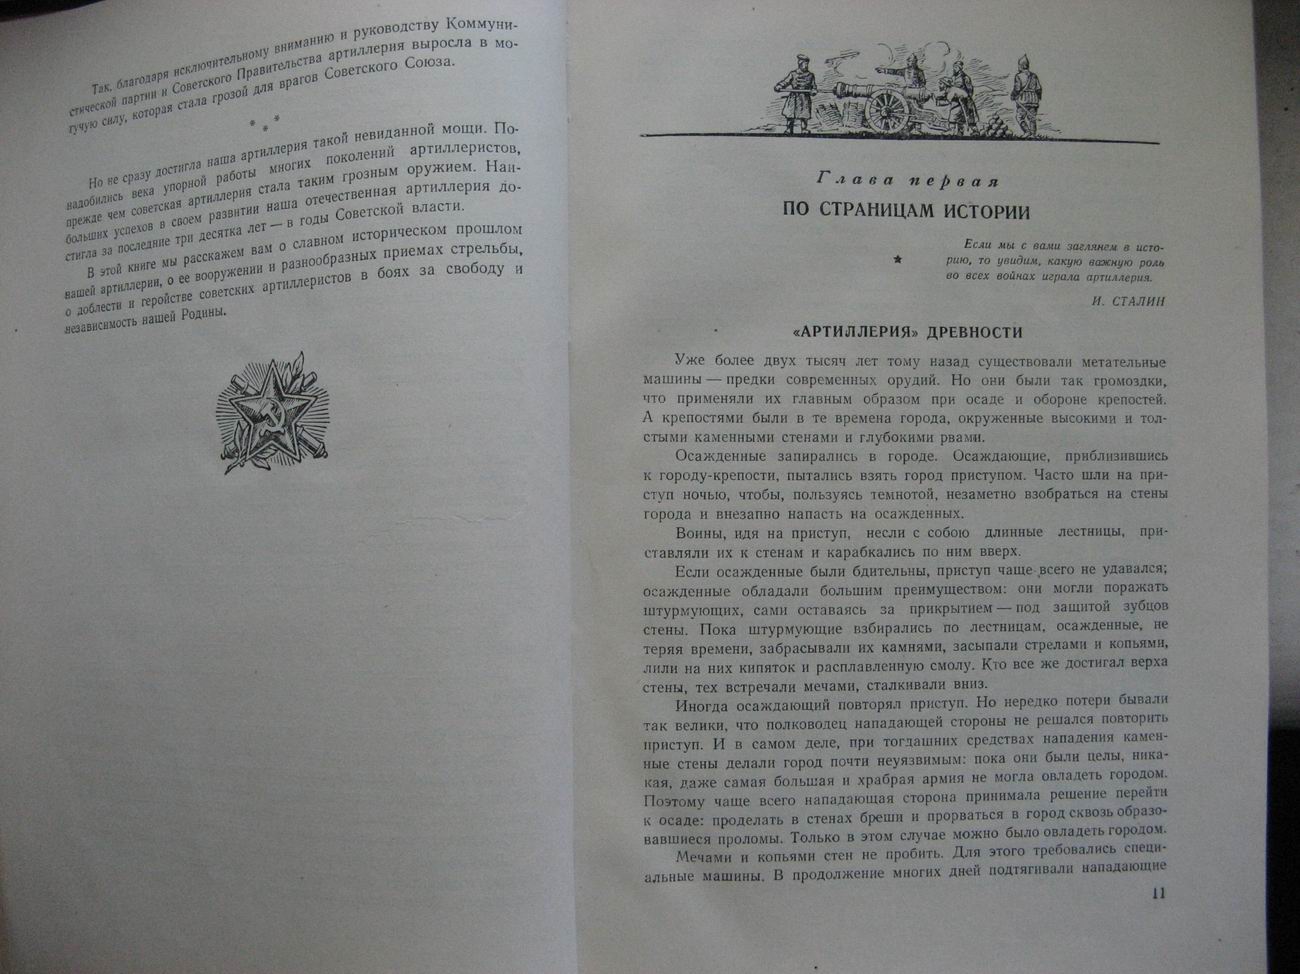 Так, благодаря исключительному вниманию и руководству Коммуни-
стической партии и Советского Правительства артиллерия выросла в мо-
гучую силу, которая стала грозой для врагов Советского Союза.
* * *
Но не сразу достигла наша артиллерия такой невиданной мощи. По-
надобились века упорной работы многих поколений артиллеристов,
прежде чем советская артиллерия стала таким грозным оружием. Наи-
больших успехов в своем развитии наша отечественная артиллерия до-
стигла за последние три десятка лет — в годы Советской власти.
В этой книге мы расскажем вам о славном историческом прошлом
нашей артиллерии, о ее вооружении и разнообразных приемах стрельбы,
о доблести и геройстве советских артиллеристов в боях за свободу и
независимость нашей Родины.
Глава первая
ПО СТРАНИЦАМ ИСТОРИИ
Если мы с вами заглянем в исто-
рию, то увидим, какую важную роль
во всех войнах играла артиллерия.
И. СТАЛИН
«АРТИЛЛЕРИЯ» ДРЕВНОСТИ
Уже более двух тысяч лет тому назад существовали метательные
машины — предки современных орудий. Но они были так громоздки,
что применяли их главным образом при осаде и обороне крепостей.
А крепостями были в те времена города, окруженные высокими и тол-
стыми каменными стенами и глубокими рвами.
Осажденные запирались в городе. Осаждающие, приблизившись
к городу-крепости, пытались взять город приступом. Часто шли на при-
ступ ночью, чтобы, пользуясь темнотой, незаметно взобраться на стены
города и внезапно напасть на осажденных.
Воины, идя на приступ, несли с собою длинные лестницы, при-
ставляли их к стенам и карабкались по ним вверх.
Если осажденные были бдительны, приступ чаще всего не удавался;
осажденные обладали большим преимуществом: они могли поражать
штурмующих, сами оставаясь за прикрытием — под защитой зубцов
стены. Пока штурмующие взбирались по лестницам, осажденные, не
теряя времени, забрасывали их камнями, засыпали стрелами и копьями,
лили на них кипяток и расплавленную смолу. Кто все же достигал верха
стены, тех встречали мечами, сталкивали вниз.
Иногда осаждающий повторял приступ. Но нередко потери бывали
так велики, что полководец нападающей стороны не решался повторить
приступ. И в самом деле, при тогдашних средствах нападения камен-
ные стены делали город почти неуязвимым: пока они были целы, ника-
кая, даже самая большая и храбрая армия не могла овладеть городом.
Поэтому чаще всего нападающая сторона принимала решение перейти
к осаде: проделать в стенах бреши и прорваться в город сквозь образо-
вавшиеся проломы. Только в этом случае можно было овладеть городом.
Мечами и копьями стен не пробить. Для этого требовались специ-
альные машины. В продолжение многих дней подтягивали нападающие
11